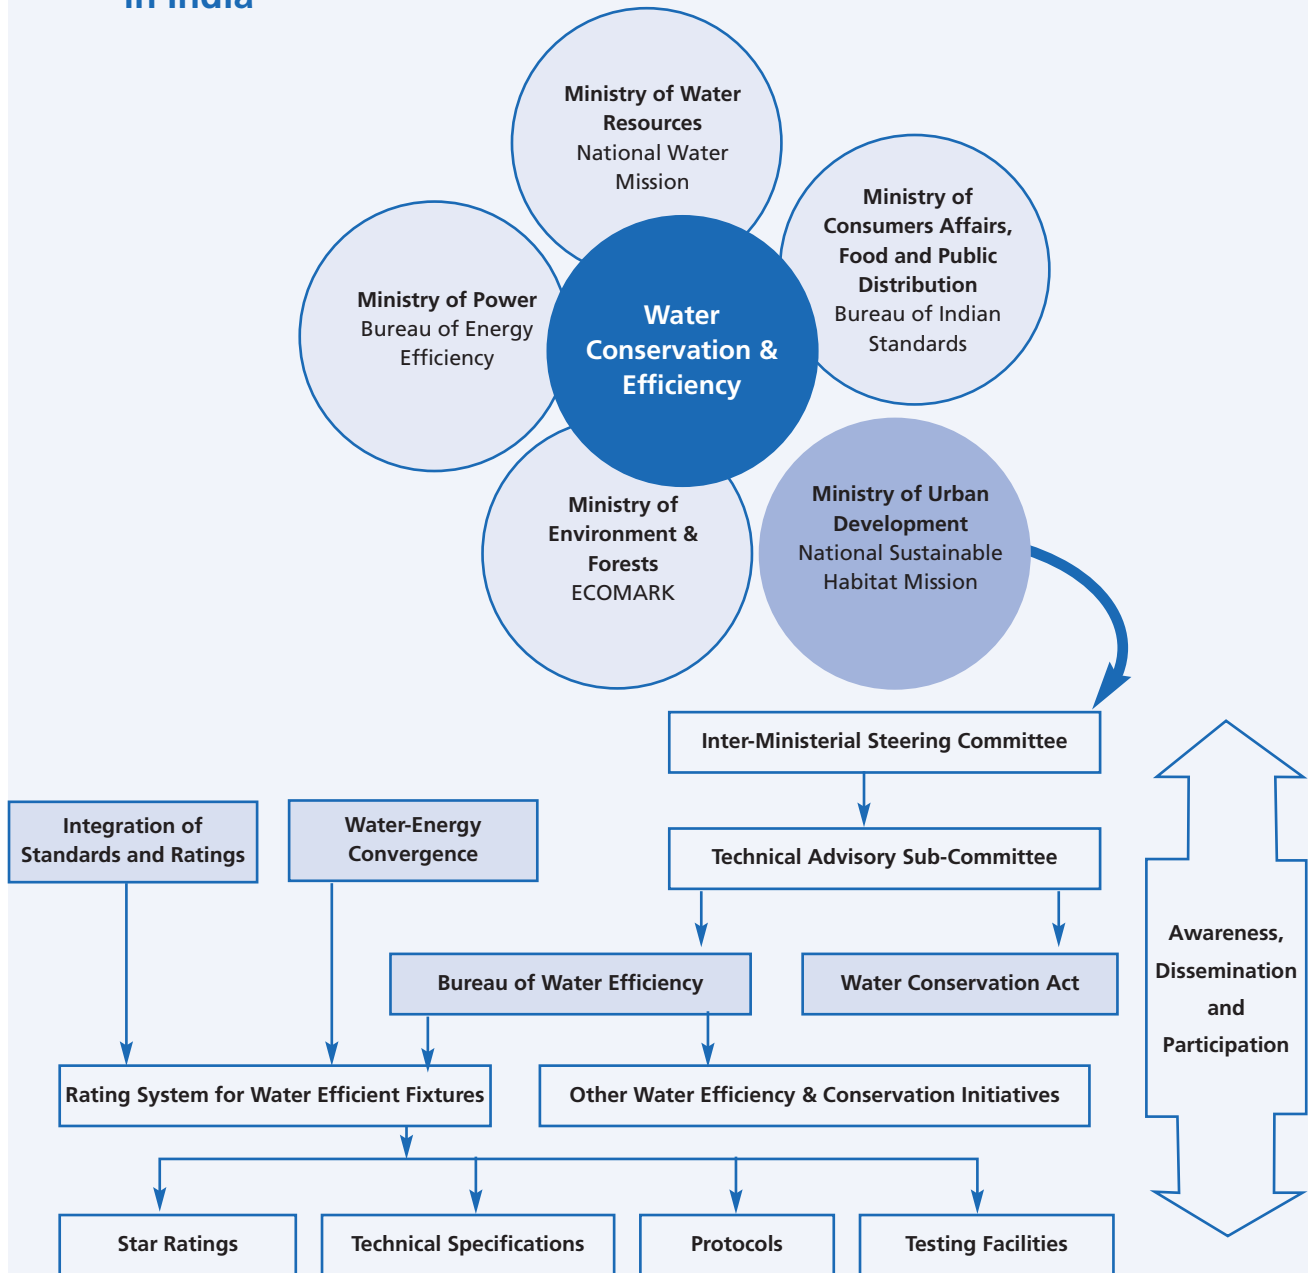 in India
Ministry of Water
Resources
National Water
Mission
Ministry of
Consumers Affairs,
Food and Public
Distribution
Bureau of Indian
Standards
Ministry of Power
Bureau of Energy
Efficiency
Water
Conservation &
Efficiency
Ministry of
Environment &
Forests
ECOMARK
Ministry of Urban
Development
National Sustainable
Habitat Mission
Inter-Ministerial Steering Committee
Integration of
Standards and Ratings
Water-Energy
Convergence
Technical Advisory Sub-Committee
Awareness,
Dissemination
and
Participation
Bureau of Water Efficiency
Water Conservation Act
Rating System for Water Efficient Fixtures
Other Water Efficiency & Conservation Initiatives
Star Ratings
Technical Specifications
Protocols
Testing Facilities